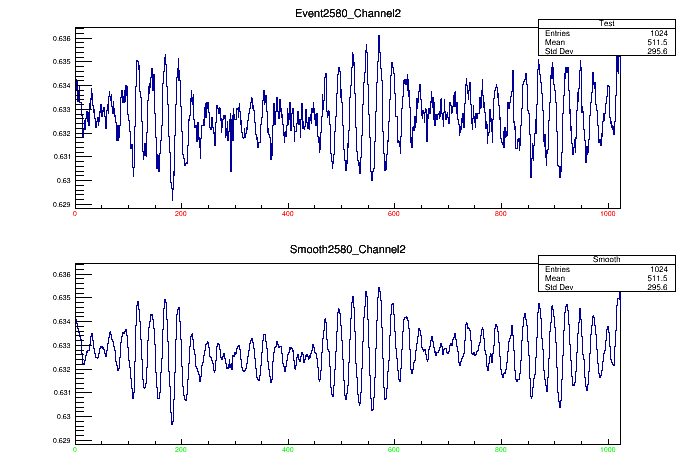 Event2580_Channel2
Test
Entries 1024
Mean 511.5
Std Dev 295.6
0.636
0.635
0.634
0.633
0.632
0.631
0.63
0.629
0 200 400 600 800 1000
Smooth2580_Channel2
Smooth
Entries 1024
Mean 511.5
Std Dev 295.6
0.636
0.635
0.634
0.633
0.632
0.631
0.63
0.629
0 200 400 600 800 1000